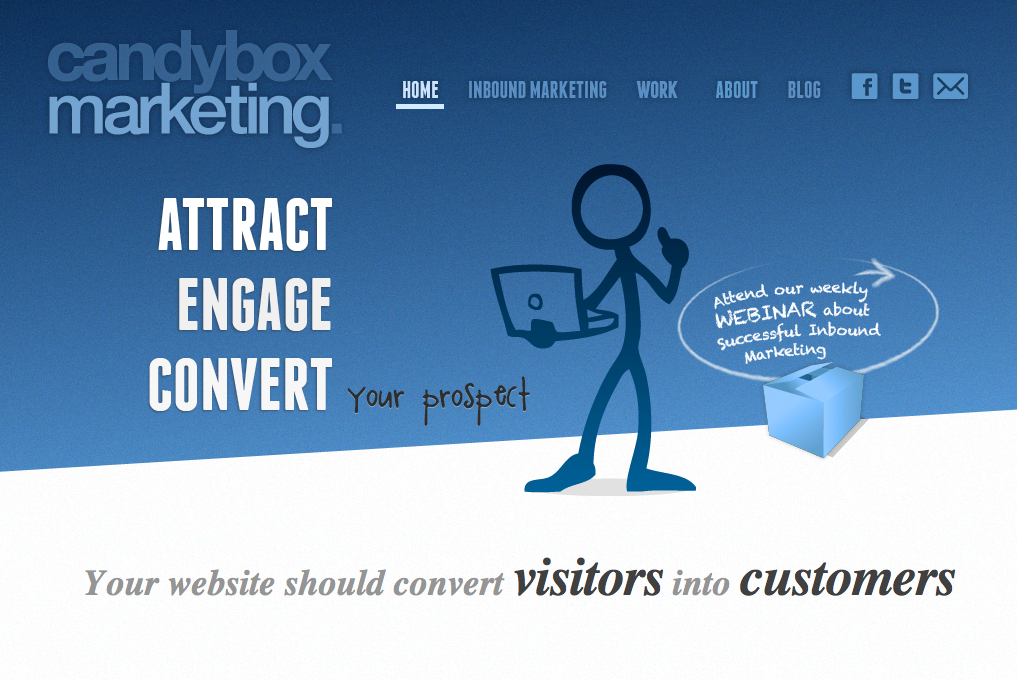 candybox
marketing.
HOME INBOUND MARKETING WORK ABOUT BLOG
ATTRACT
ENGAGE
CONVERT your prospect
Attend our weekly
WEBINAR about
successful Inbound
Marketing
Your website should convert visitors into customers